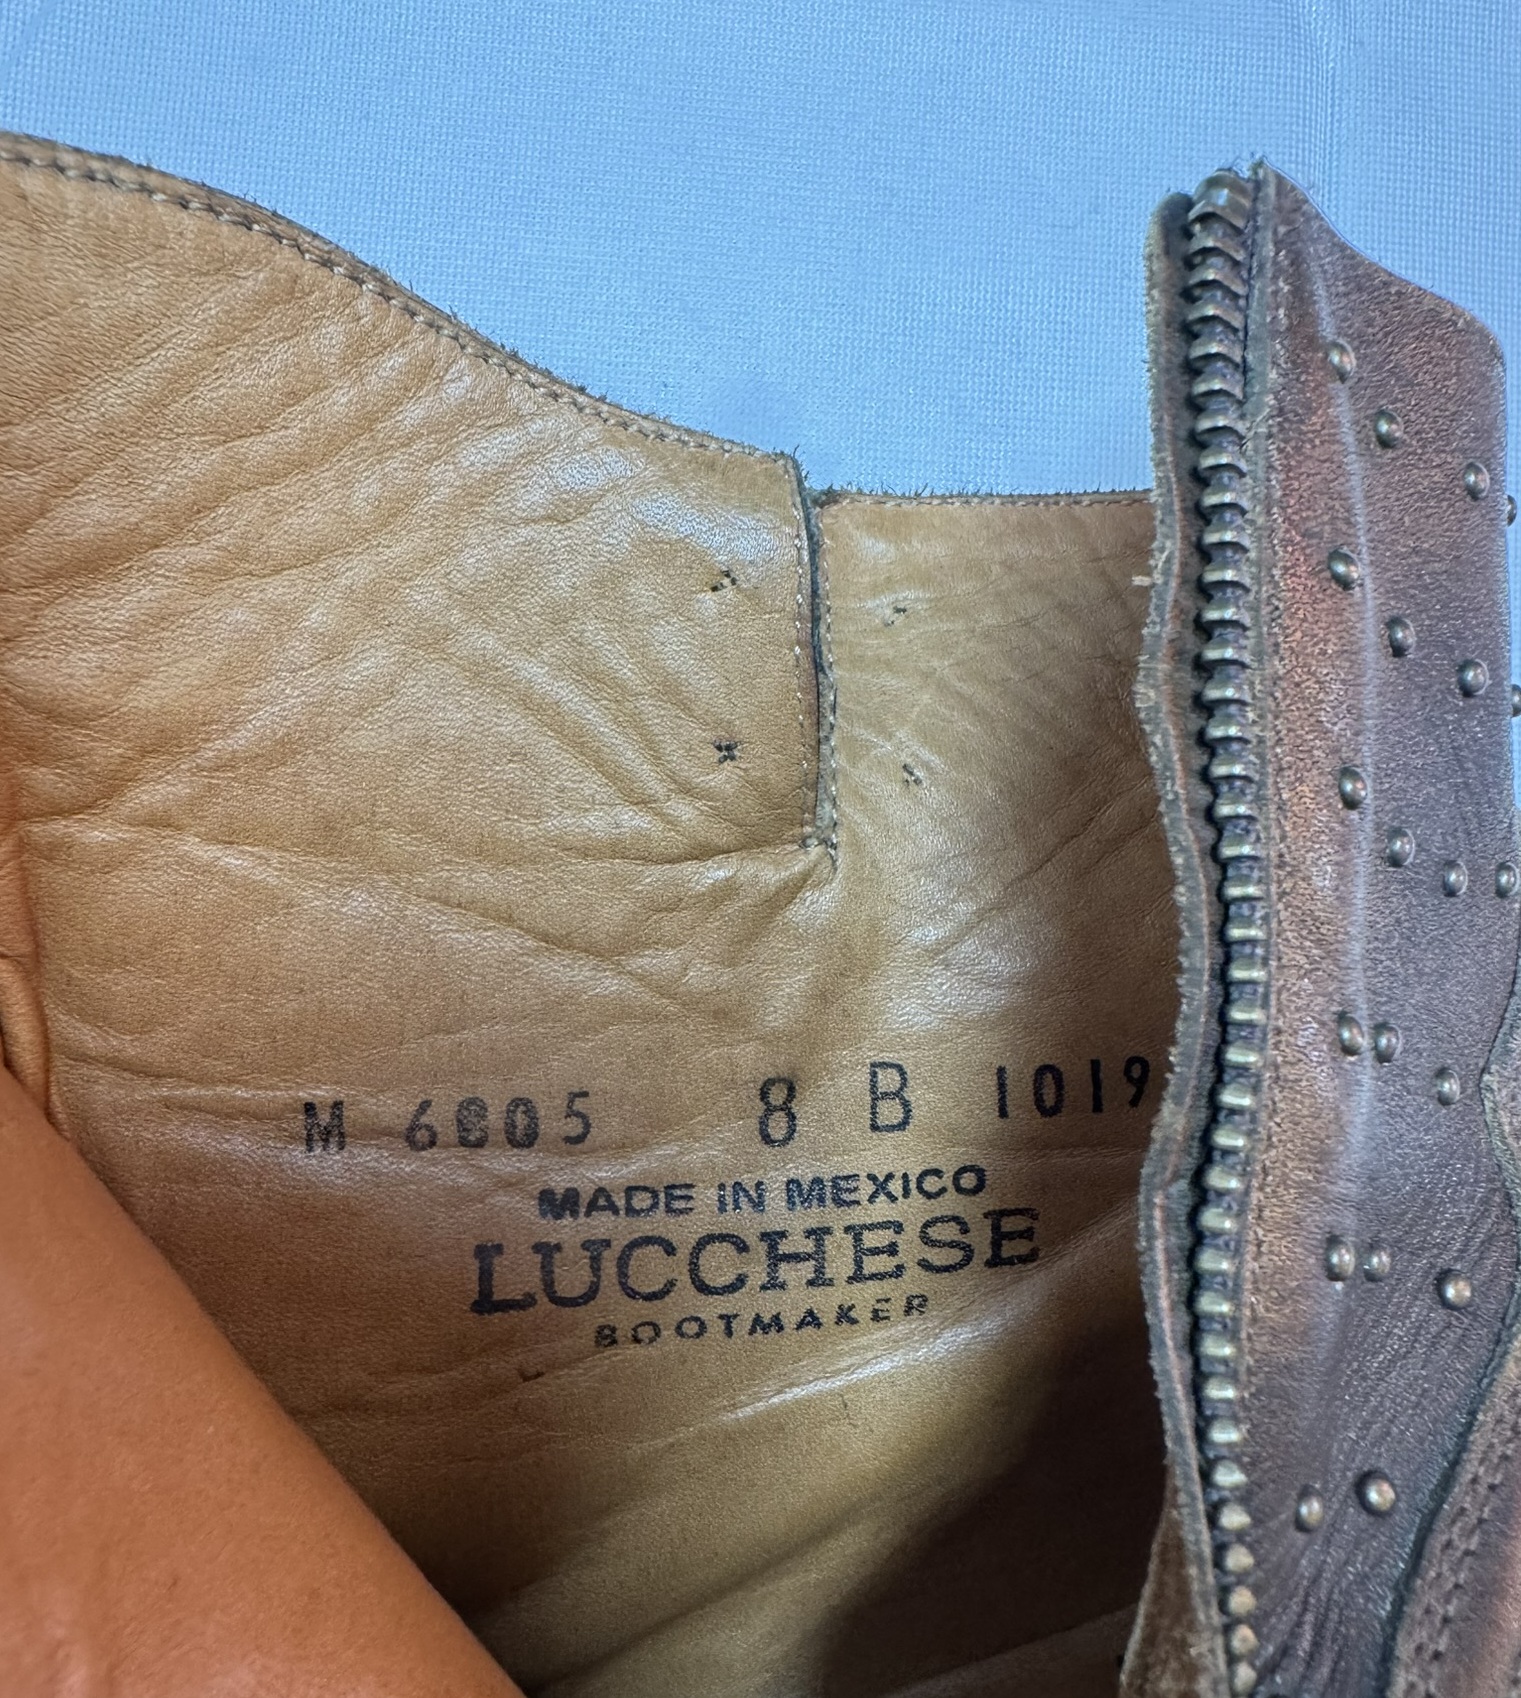 M 6805 8 B 1019
MADE IN MEXICO
LUCCHESE
BOOTMAKER